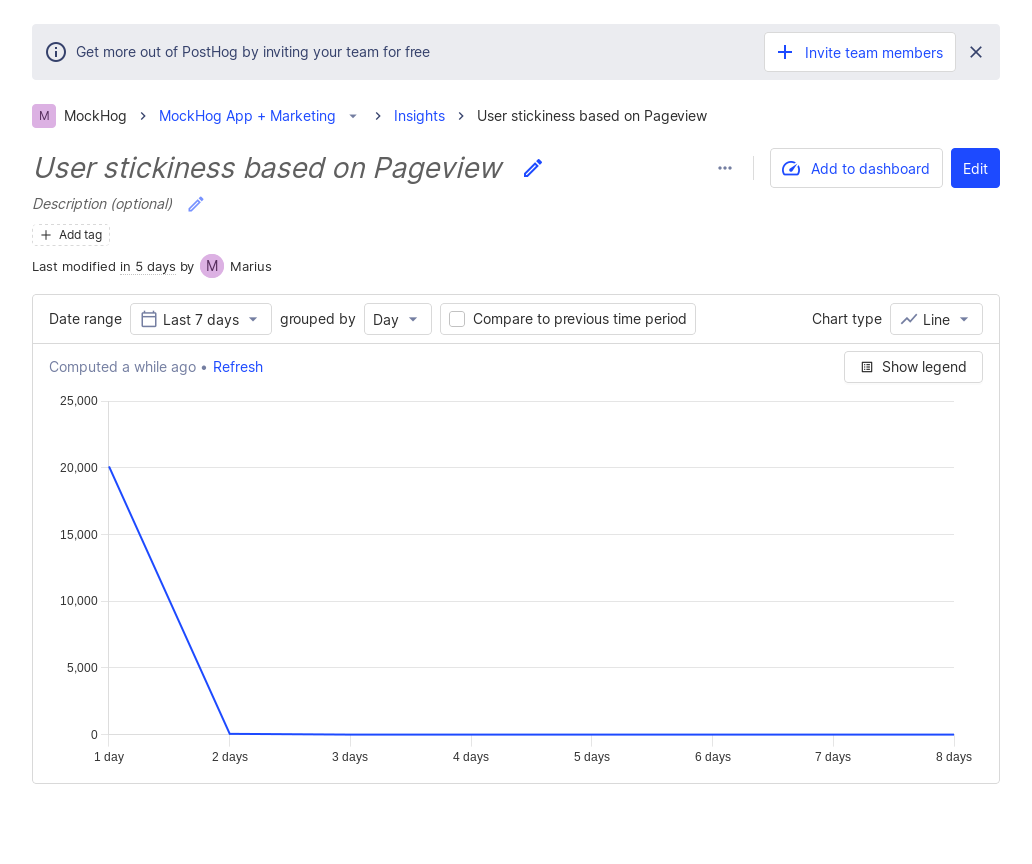 Get more out of PostHog by inviting your team for free
Invite team members
M MockHog > MockHog App + Marketing > Insights > User stickiness based on Pageview
User stickiness based on Pageview
Add to dashboard
Edit
Description (optional)
Add tag
Last modified in 5 days by M Marius
Date range Last 7 days grouped by Day Compare to previous time period Chart type Line
Computed a while ago • Refresh
Show legend
25,000
20,000
15,000
10,000
5,000
0
1 day 2 days 3 days 4 days 5 days 6 days 7 days 8 days